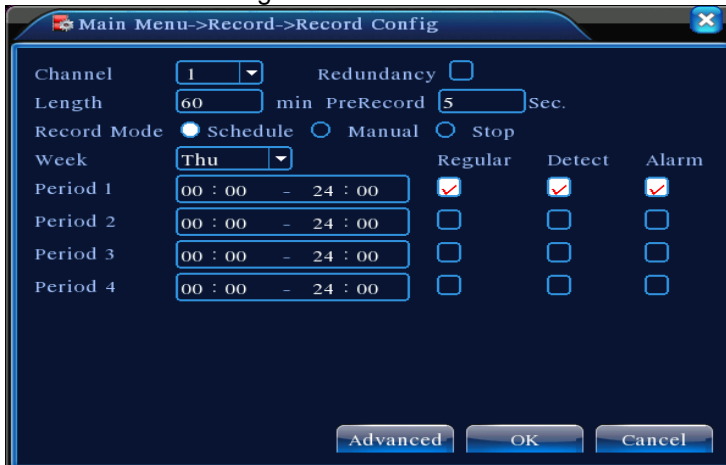 Main Menu->Record->Record Config
Channel 1 Redundancy
Length 60 min PreRecord 5 Sec.
Record Mode Schedule Manual Stop
Week Thu Regular Detect Alarm
Period 1 00 : 00 - 24 : 00
Period 2 00 : 00 - 24 : 00
Period 3 00 : 00 - 24 : 00
Period 4 00 : 00 - 24 : 00
Advanced OK Cancel